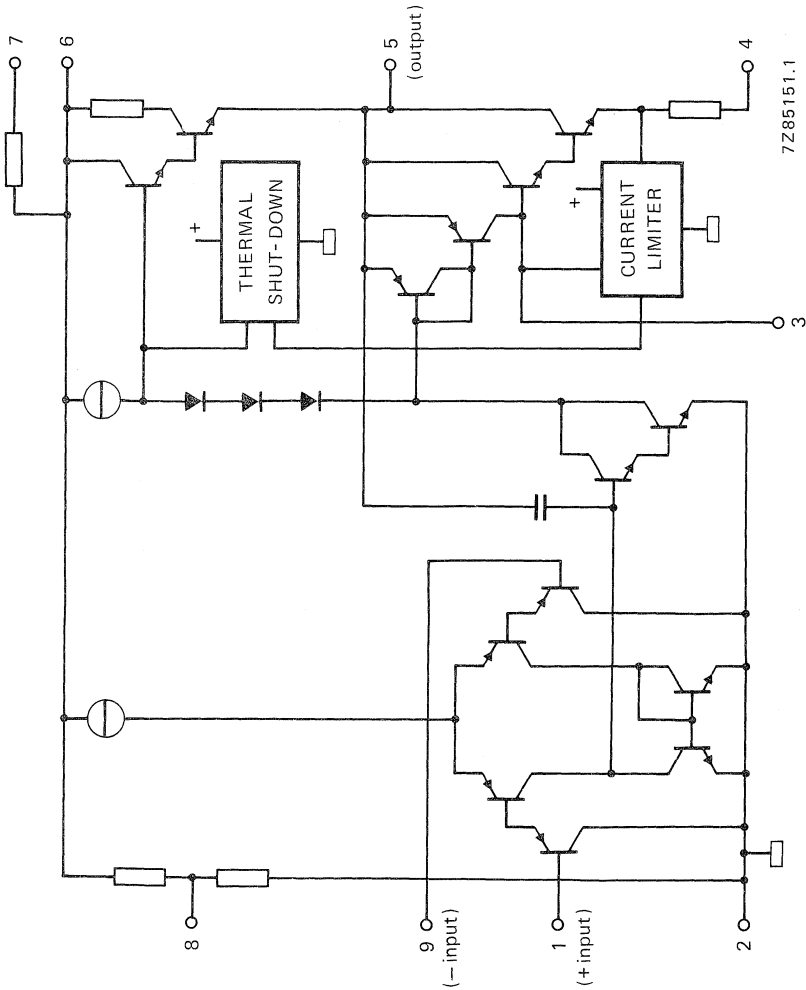 7
6
5
(output)
4
+
THERMAL
SHUT-DOWN
+
CURRENT
LIMITER
3
8
9
(– input)
1
(+ input)
2
7Z85151.1